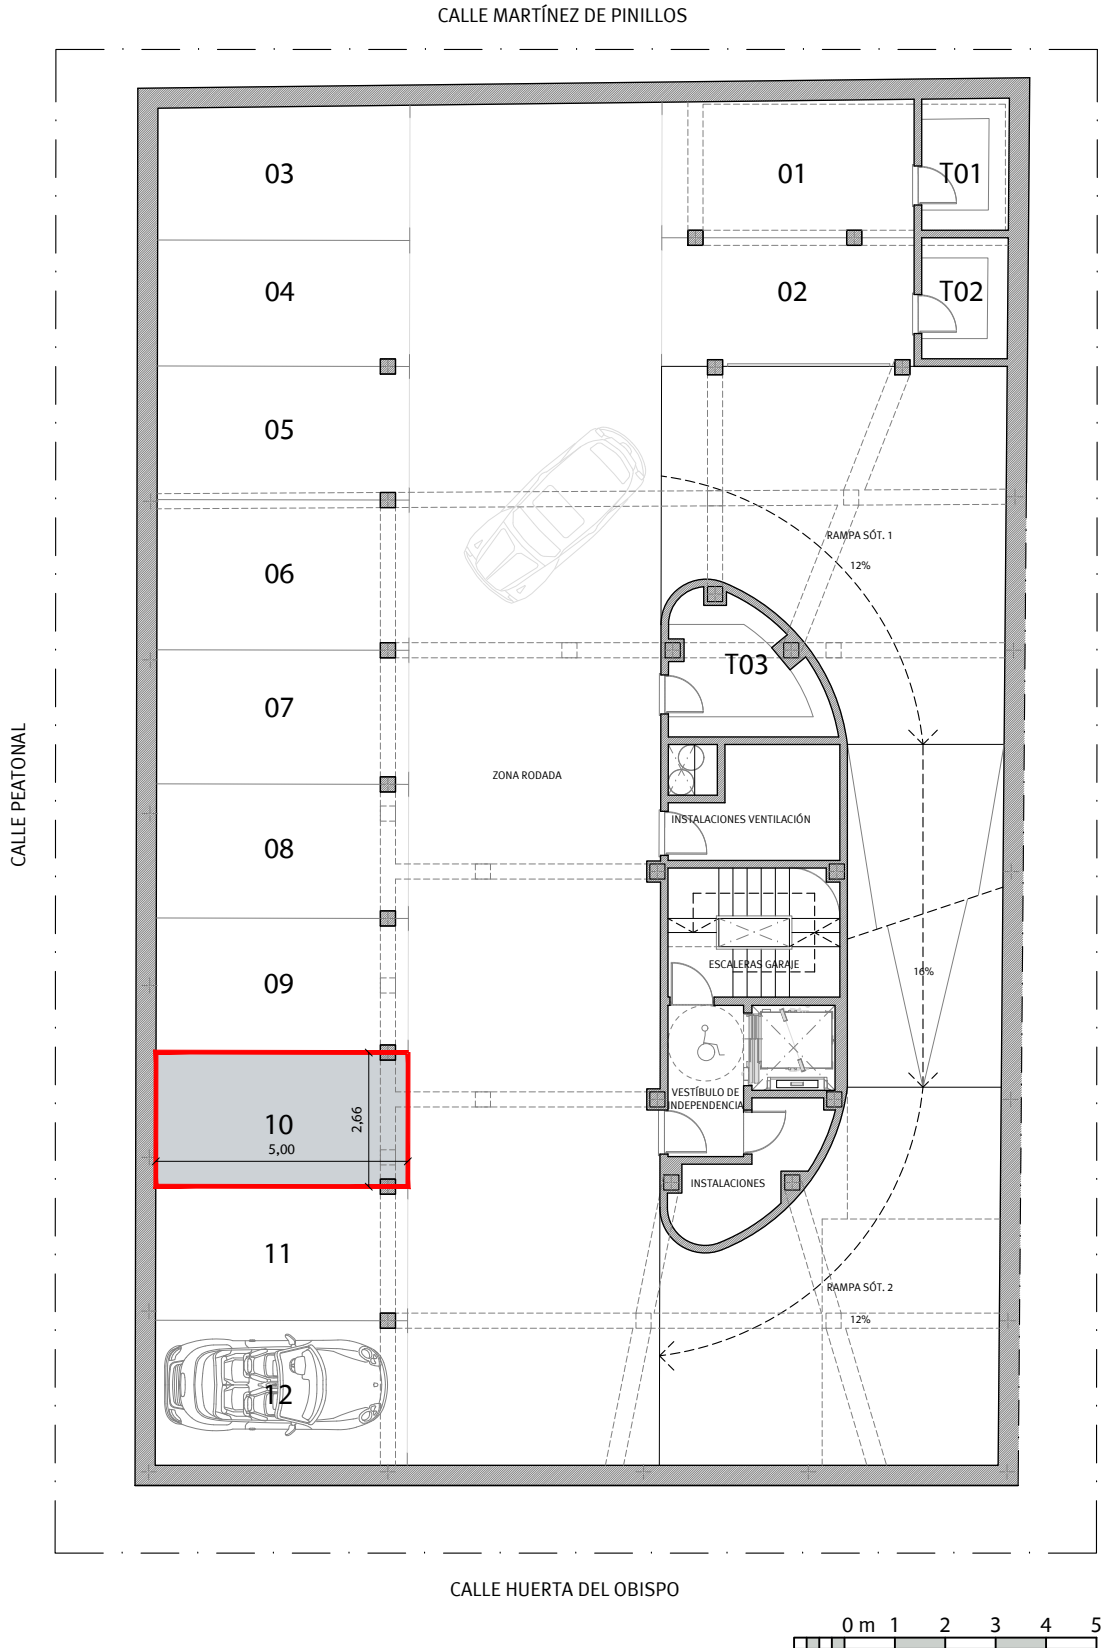 CALLE MARTÍNEZ DE PINILLOS
03
01
T01
04
02
T02
05
RAMPA SÓT. 1
12%
06
T03
07
CALLE PEATONAL
ZONA RODADA
INSTALACIONES VENTILACIÓN
08
ESCALERAS GARAJE
16%
09
VESTÍBULO DE
INDEPENDENCIA
10
2,66
5,00
INSTALACIONES
11
RAMPA SÓT. 2
12%
12
CALLE HUERTA DEL OBISPO
0 m 1 2 3 4 5